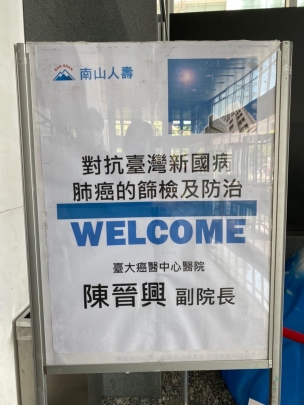 南山人壽
對抗臺灣新國病
肺癌的篩檢及防治
WELCOME
臺大癌醫中心醫院
陳晉興 副院長